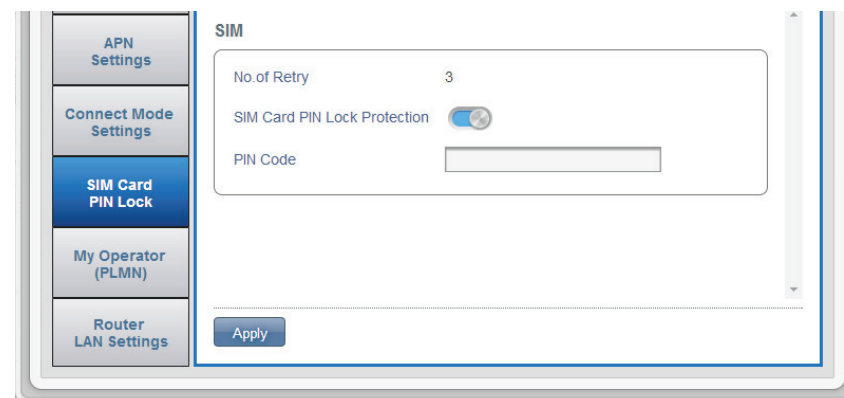 APN
Settings
Connect Mode
Settings
SIM Card
PIN Lock
My Operator
(PLMN)
Router
LAN Settings
SIM
No.of Retry 3
SIM Card PIN Lock Protection
PIN Code
Apply